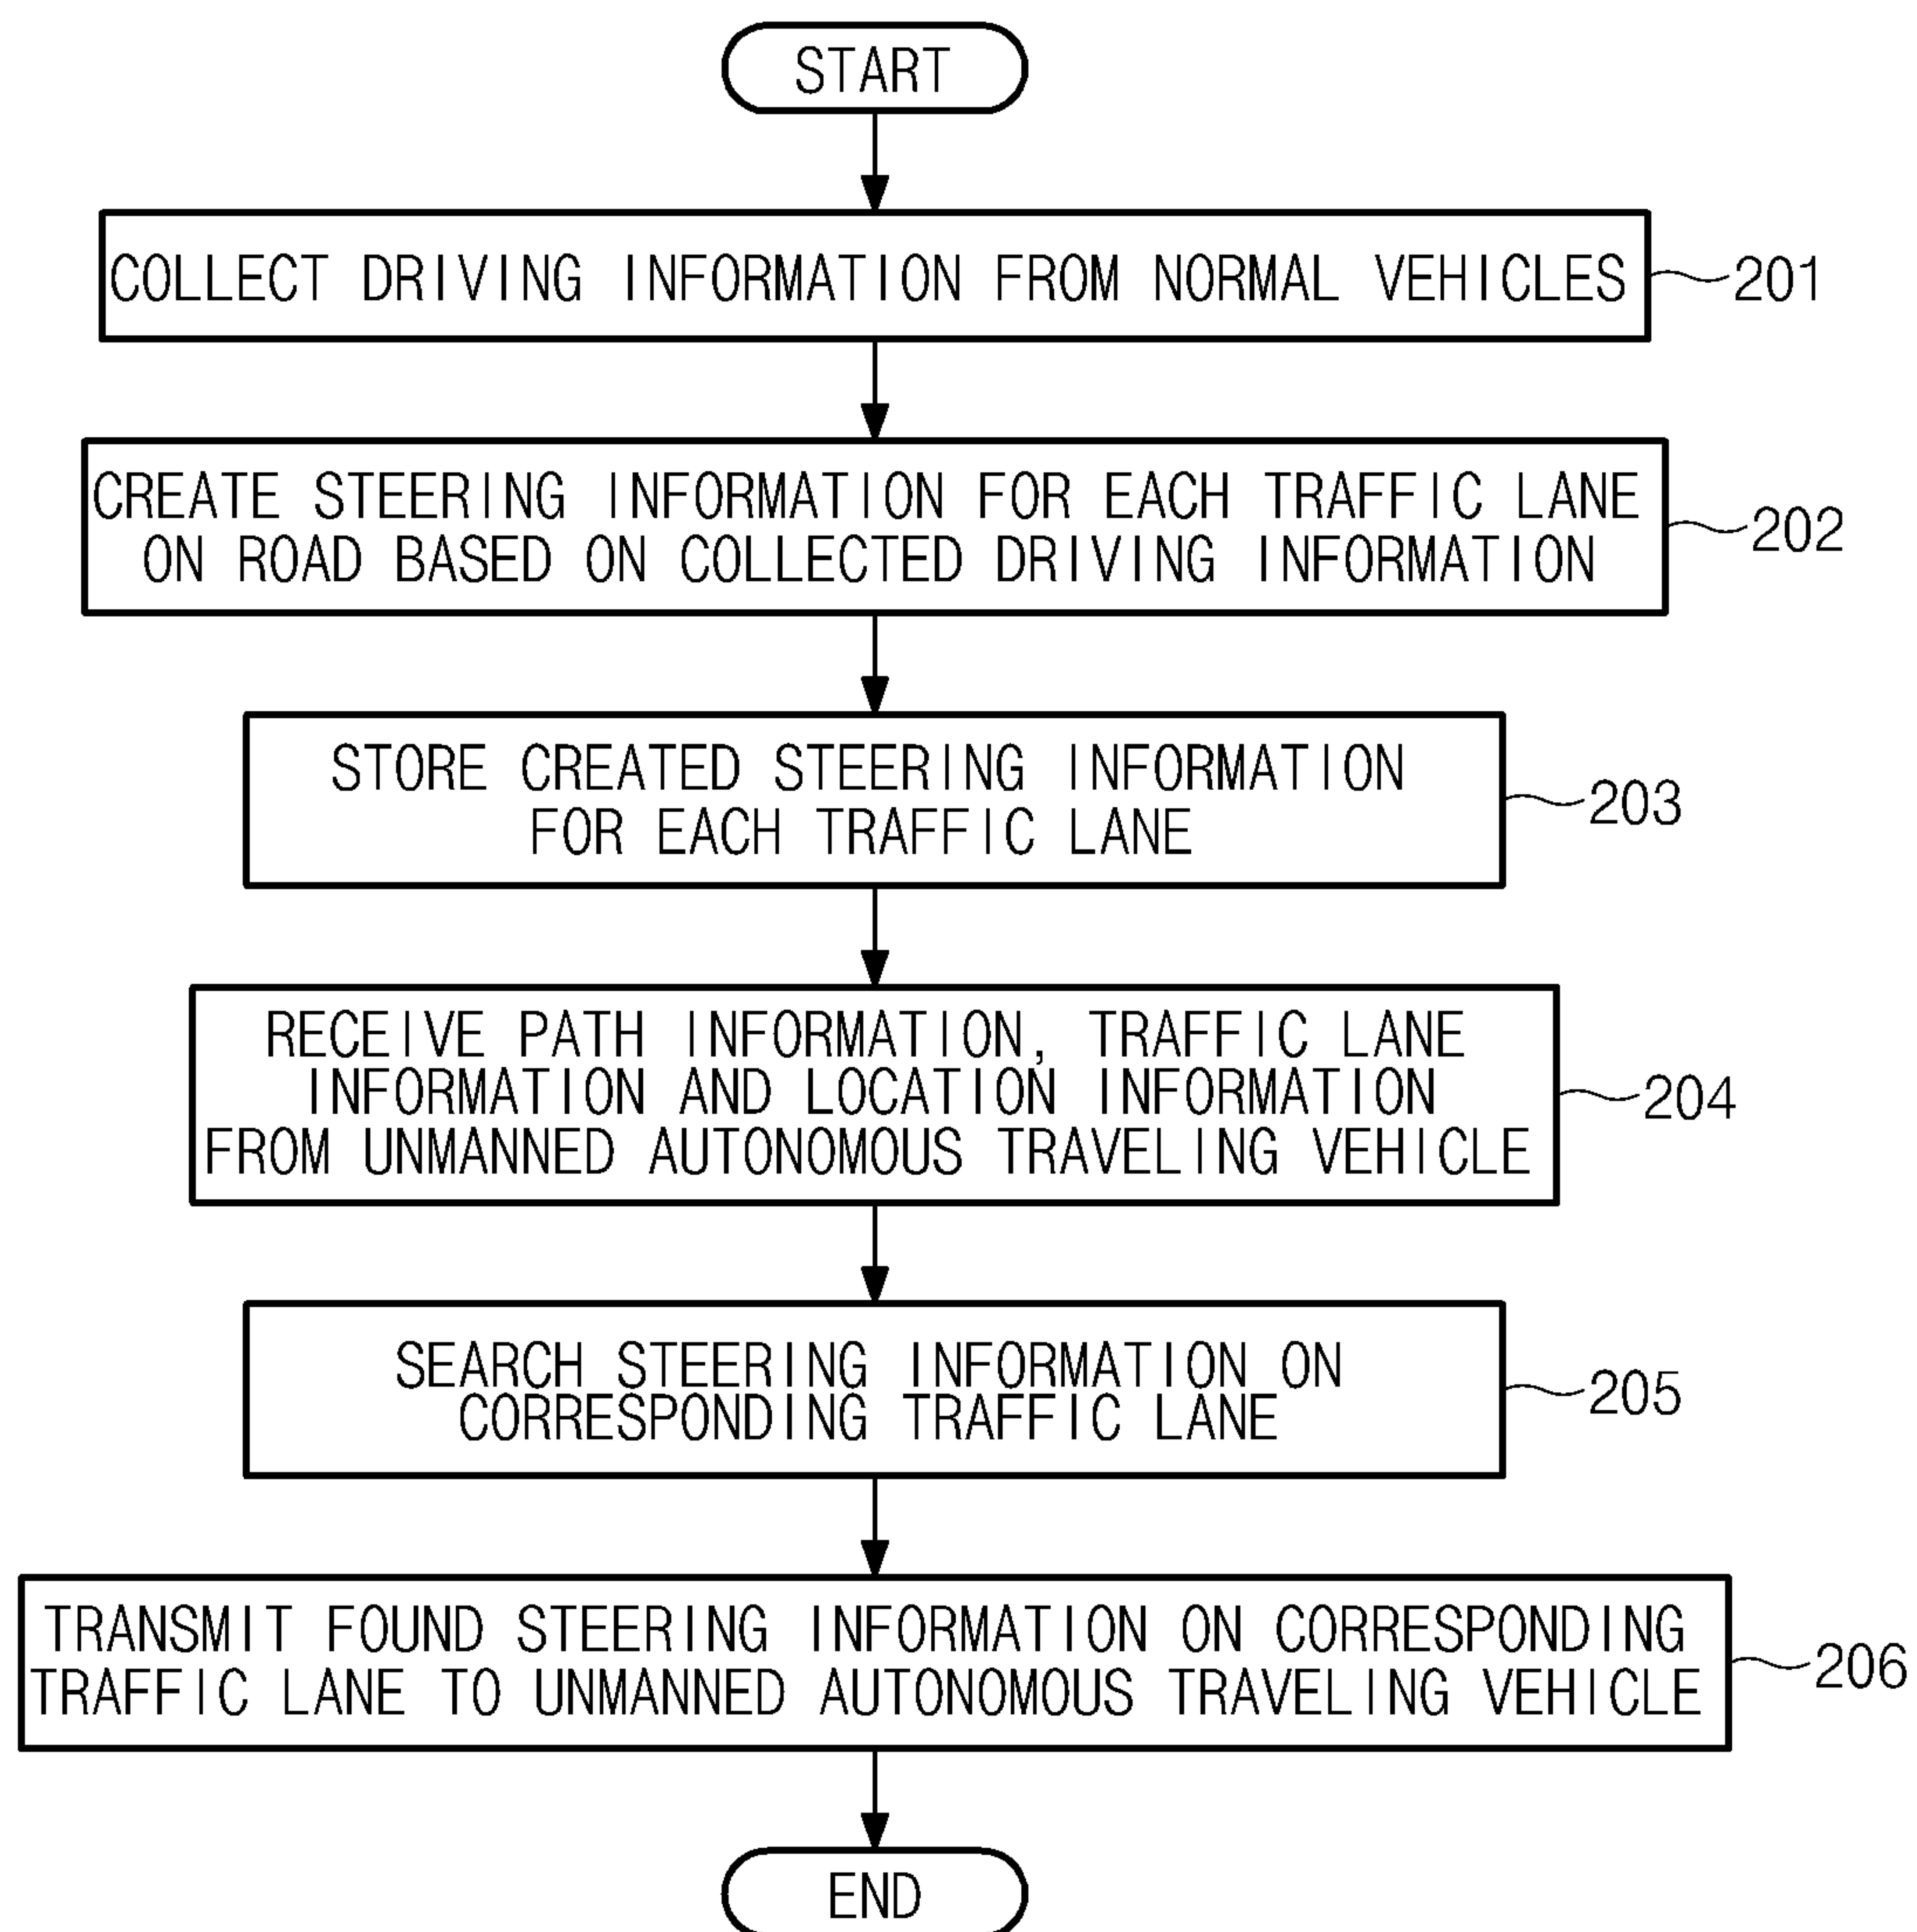 START
COLLECT DRIVING INFORMATION FROM NORMAL VEHICLES
201
CREATE STEERING INFORMATION FOR EACH TRAFFIC LANE
ON ROAD BASED ON COLLECTED DRIVING INFORMATION
202
STORE CREATED STEERING INFORMATION
FOR EACH TRAFFIC LANE
203
RECEIVE PATH INFORMATION, TRAFFIC LANE
INFORMATION AND LOCATION INFORMATION
FROM UNMANNED AUTONOMOUS TRAVELING VEHICLE
204
SEARCH STEERING INFORMATION ON
CORRESPONDING TRAFFIC LANE
205
TRANSMIT FOUND STEERING INFORMATION ON CORRESPONDING
TRAFFIC LANE TO UNMANNED AUTONOMOUS TRAVELING VEHICLE
206
END